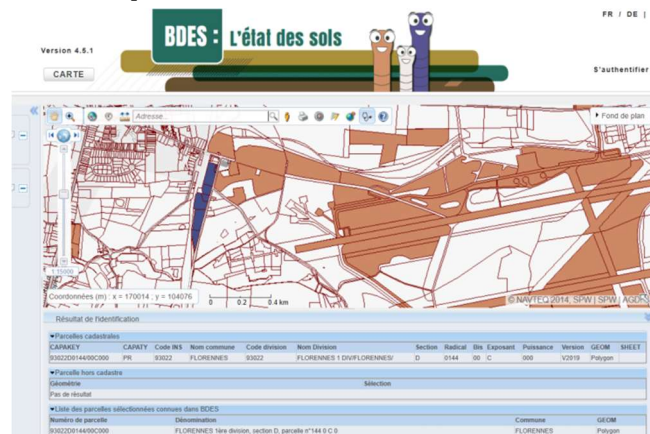 FR / DE |
BDES : L'état des sols
Version 4.5.1
CARTE
S'authentifier
Adresse...
Fond de plan
1:15000
Coordonnées (m) : x = 170014 ; y = 104076
0 0.2 0.4 km
© NAVTEQ 2014, SPW | SPW | AGDP
Résultat de l'identification
Parcelles cadastrales
CAPAKEY CAPATY Code INS Nom commune Code division Nom Division Section Radical Bis Exposant Puissance Version GEOM SHEET
93022D0144/00C000 PR 93022 FLORENNES 93022 FLORENNES 1 DIV/FLORENNES/ D 0144 00 C 000 V2019 Polygon
Parcelle hors cadastre
Géométrie Sélection
Pas de résultat
Liste des parcelles sélectionnées connues dans BDES
Numéro de parcelle Dénomination Commune GEOM
93022D0144/00C000 FLORENNES 1ère division, section D, parcelle n°144 0 C 0 FLORENNES Polygon